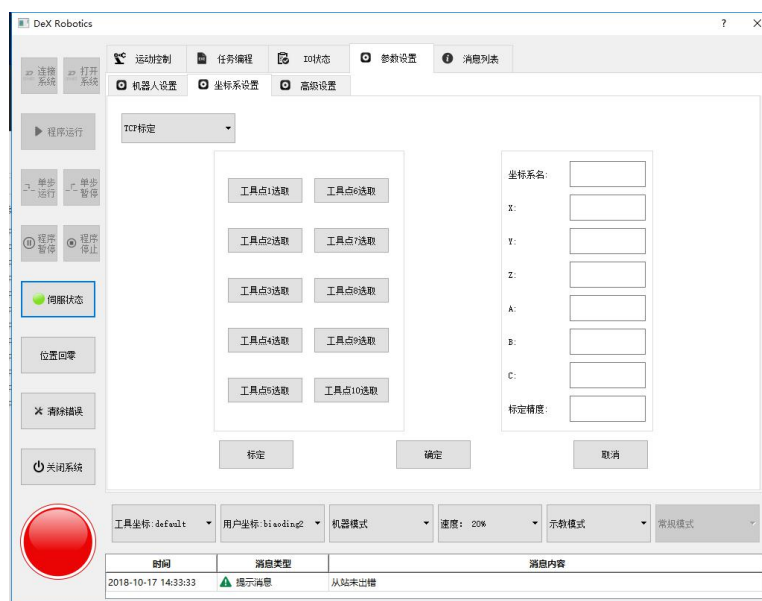 DeX Robotics
? ×
连接系统 打开系统
运动控制 任务编程 IO状态 参数设置 消息列表
机器人设置 坐标系设置 高级设置
程序运行
TCP标定
单步运行 单步暂停
程序暂停 程序停止
伺服状态
位置回零
清除错误
关闭系统
工具点1选取 工具点6选取
工具点2选取 工具点7选取
工具点3选取 工具点8选取
工具点4选取 工具点9选取
工具点5选取 工具点10选取
坐标系名:
X:
Y:
Z:
A:
B:
C:
标定精度:
标定 确定 取消
工具坐标:default 用户坐标:biaoding2 机器模式 速度: 20% 示教模式 常规模式
时间 消息类型 消息内容
2018-10-17 14:33:33 提示消息 从站未出错